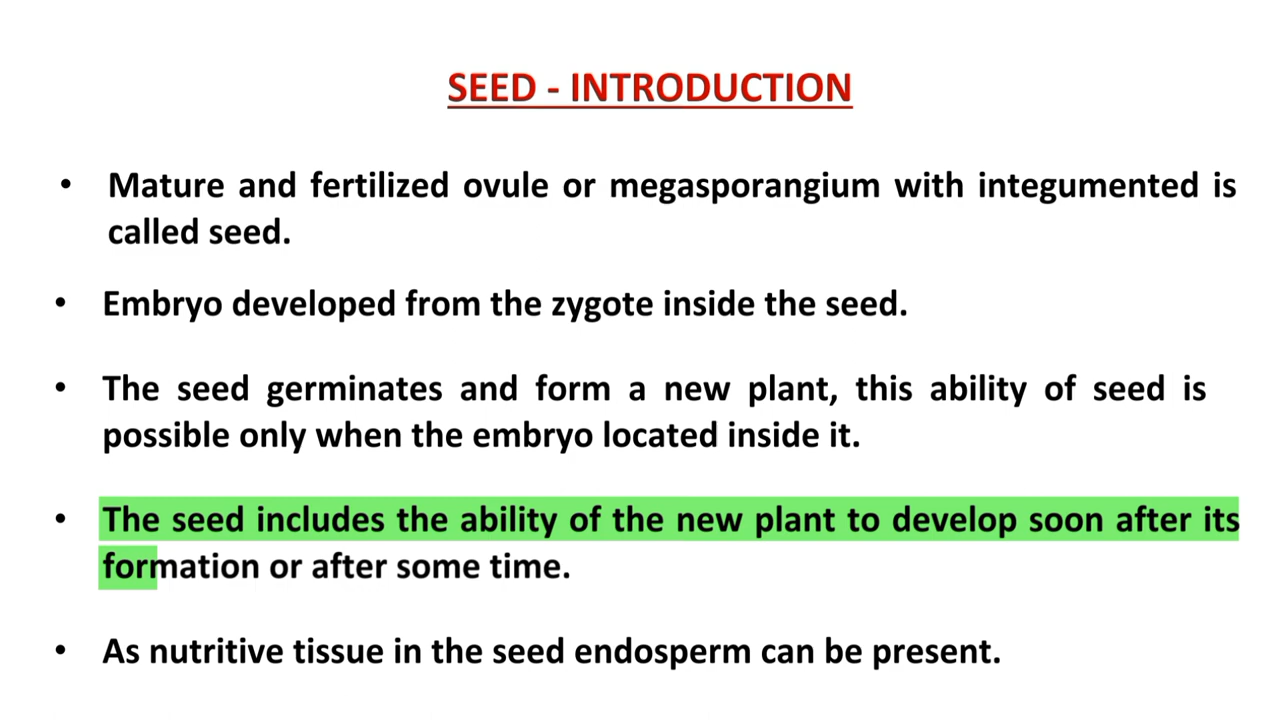 SEED - INTRODUCTION
• Mature and fertilized ovule or megasporangium with integumented is
called seed.
• Embryo developed from the zygote inside the seed.
• The seed germinates and form a new plant, this ability of seed is
possible only when the embryo located inside it.
• The seed includes the ability of the new plant to develop soon after its
formation or after some time.
• As nutritive tissue in the seed endosperm can be present.